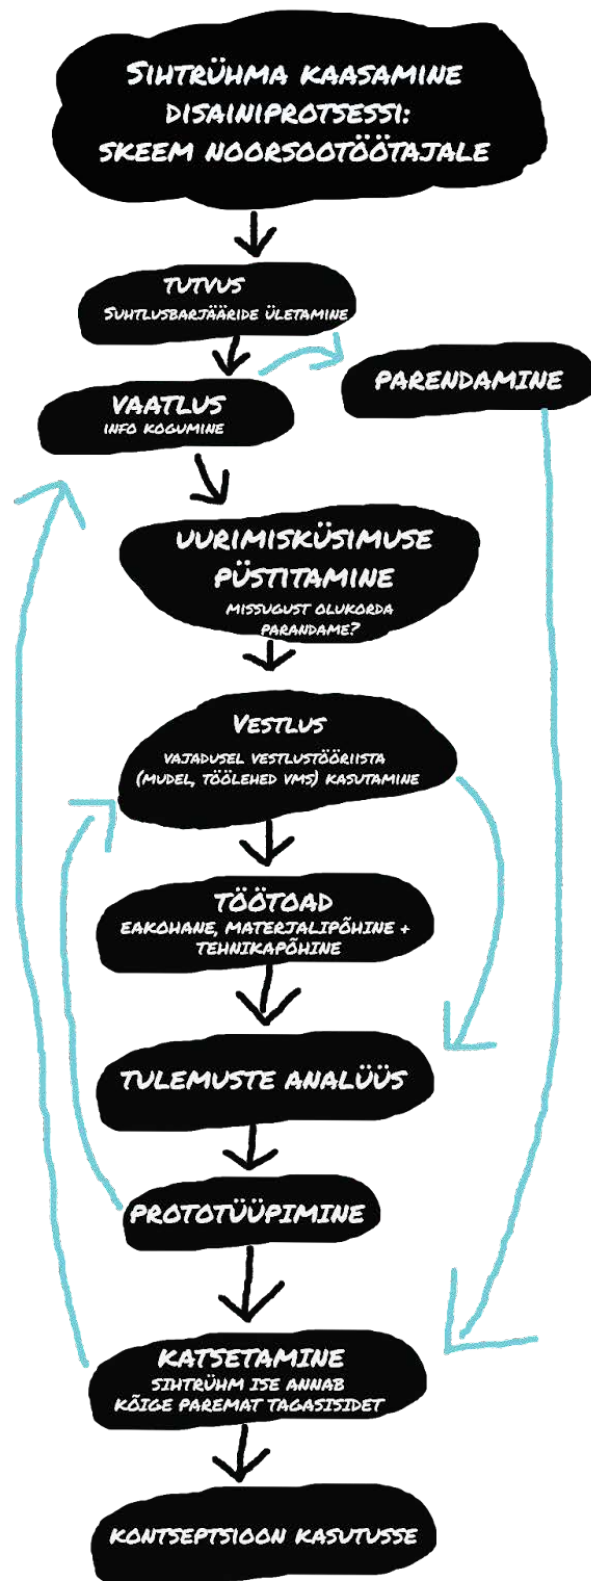 SIHTRÜHMA KAASAMINE
DISAINIPROTSESSI:
SKEEM NOORSOOTÖÖTAJALE
TUTVUS
SUHTLUSBARJÄÄRIDE ÜLETAMINE
PARENDAMINE
VAATLUS
INFO KOGUMINE
UURIMISKÜSIMUSE
PÜSTITAMINE
MISSUGUST OLUKORDA
PARANDAME?
VESTLUS
VAJADUSEL VESTLUSTÖÖRIISTA
(MUDEL, TÖÖLEHED VMS) KASUTAMINE
TÖÖTOAD
EAKOHANE, MATERJALIPÕHINE +
TEHNIKAPÕHINE
TULEMUSTE ANALÜÜS
PROTOTÜÜPIMINE
KATSETAMINE
SIHTRÜHM ISE ANNAB
KÕIGE PAREMAT TAGASISIDET
KONTSEPTSIOON KASUTUSSE